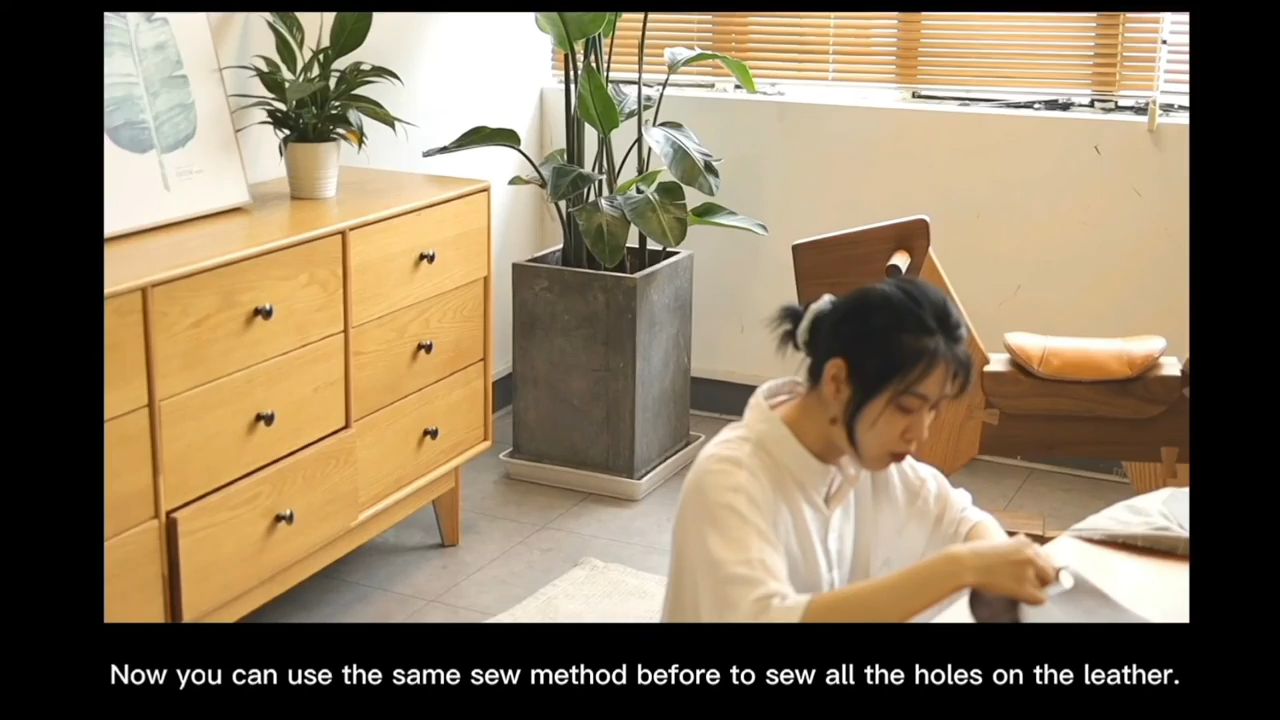 Now you can use the same sew method before to sew all the holes on the leather.